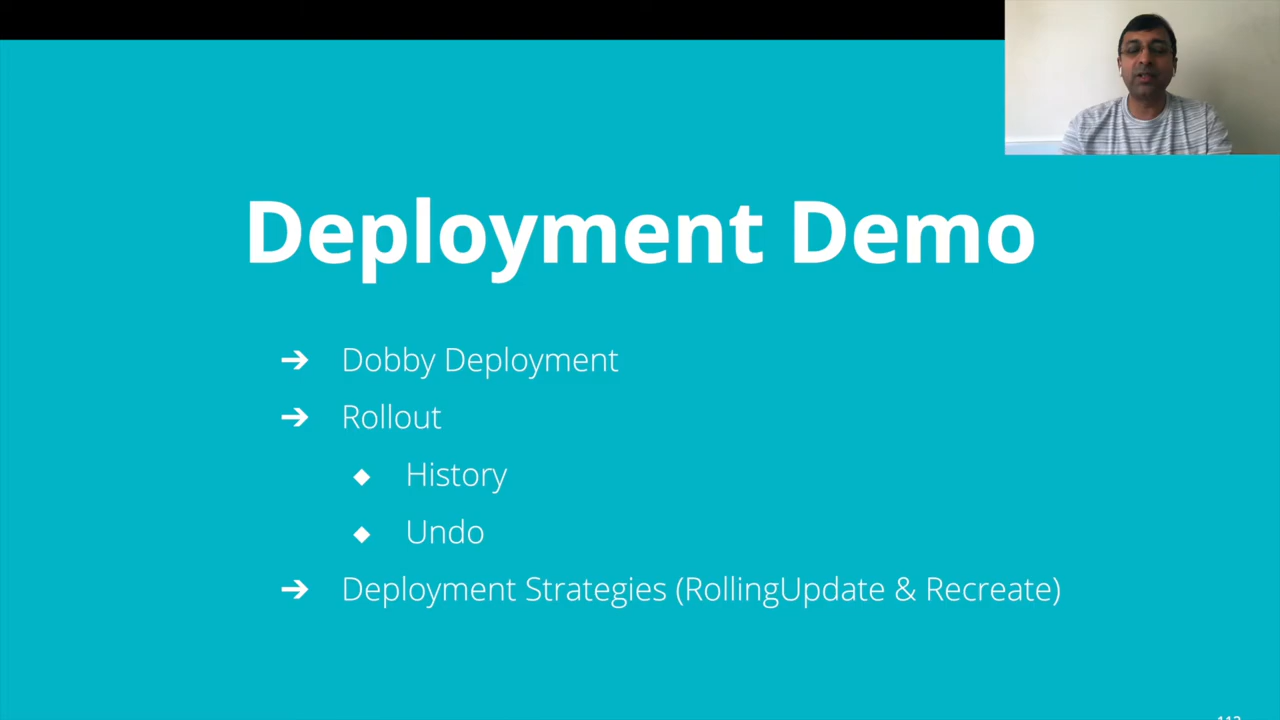 Deployment Demo
➔ Dobby Deployment
➔ Rollout
◆ History
◆ Undo
➔ Deployment Strategies (RollingUpdate & Recreate)